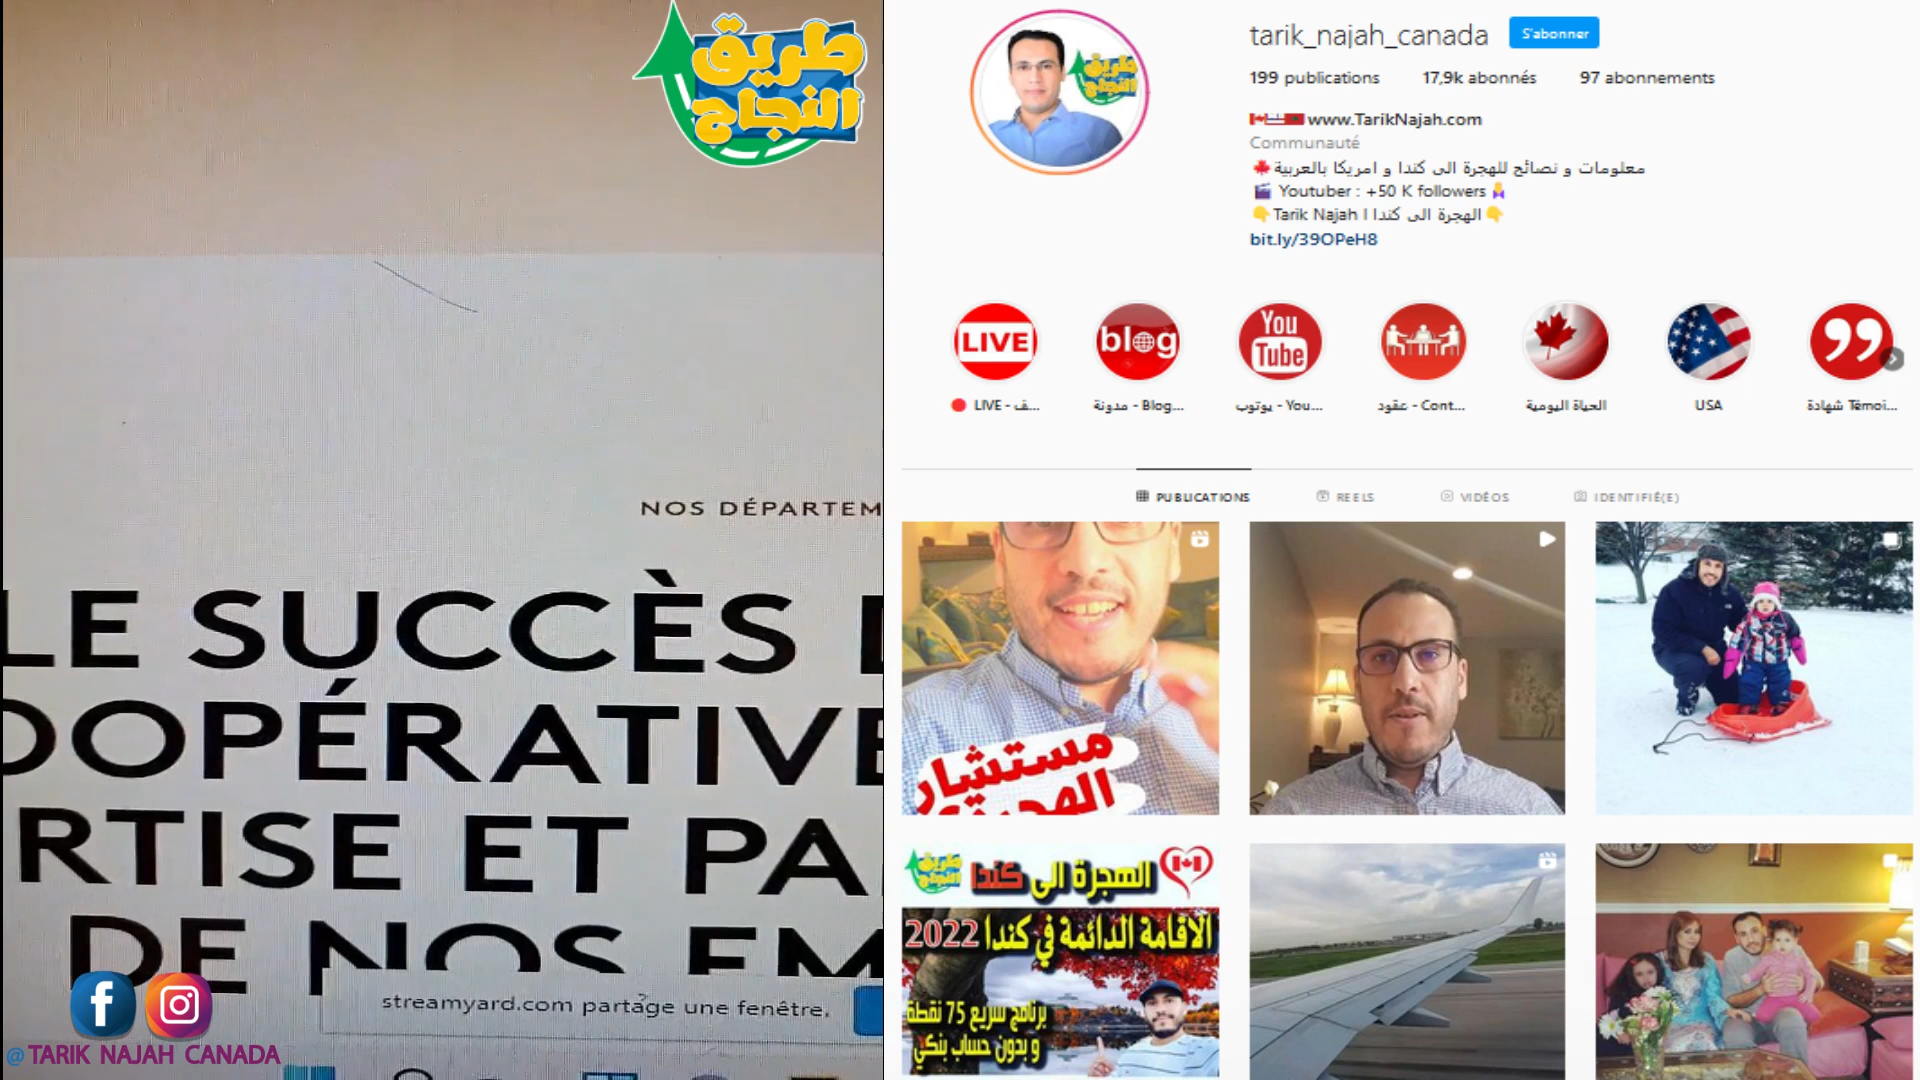 طريق
النجاح
NOS DÉPARTEM
LE SUCCÈS
OOPÉRATIVE
RTISE ET PA
DE NOS EM
streamyard.com partage une fenêtre.
@TARIK NAJAH CANADA
tarik_najah_canada
S'abonner
199 publications 17,9k abonnés 97 abonnements
www.TarikNajah.com
Communauté
معلومات و نصائح للهجرة الى كندا و امريكا بالعربية
Youtuber : +50 K followers
Tarik Najah I الهجرة الى كندا
bit.ly/39OPeH8
LIVE
blog
You
Tube
LIVE - ف...
مدونة - Blog...
يوتوب - You...
عقود - Cont...
الحياة اليومية
USA
شهادة Témoi...
PUBLICATIONS REELS VIDÉOS IDENTIFIÉ(E)
مستشار
الهجرة
طريق
النجاح
الهجرة الى كندا
الاقامة الدائمة في كندا 2022
برنامج سريع 75 نقطة
و بدون حساب بنكي